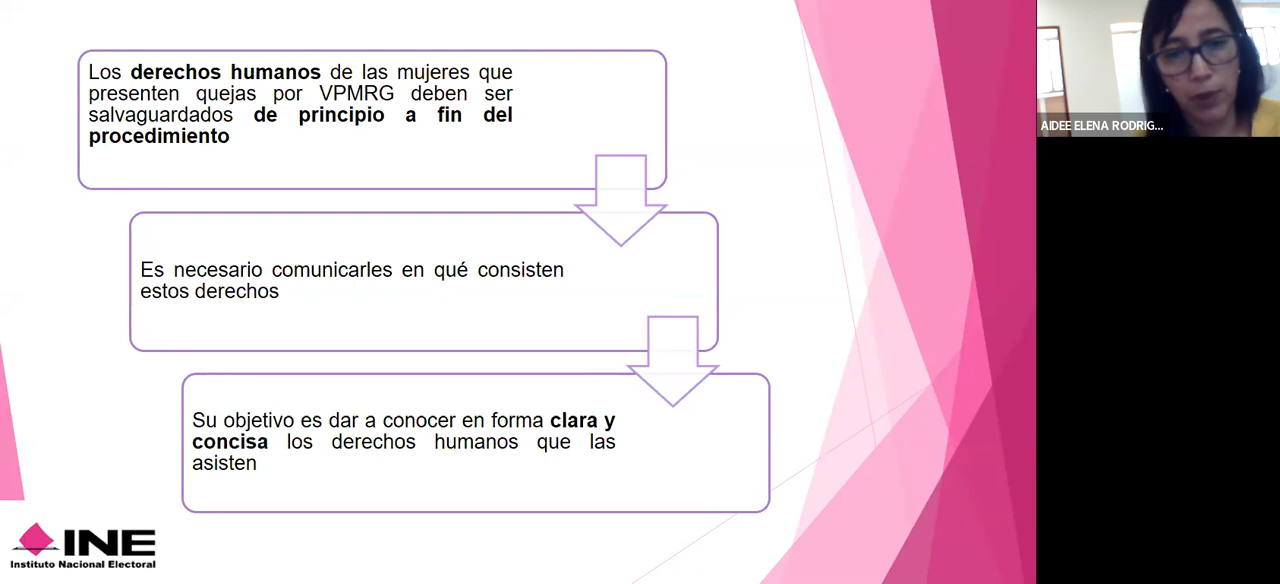 Los derechos humanos de las mujeres que
presenten quejas por VPMRG deben ser
salvaguardados de principio a fin del
procedimiento
Es necesario comunicarles en qué consisten
estos derechos
Su objetivo es dar a conocer en forma clara y
concisa los derechos humanos que las
asisten
INE
Instituto Nacional Electoral
AIDEE ELENA RODRIG...